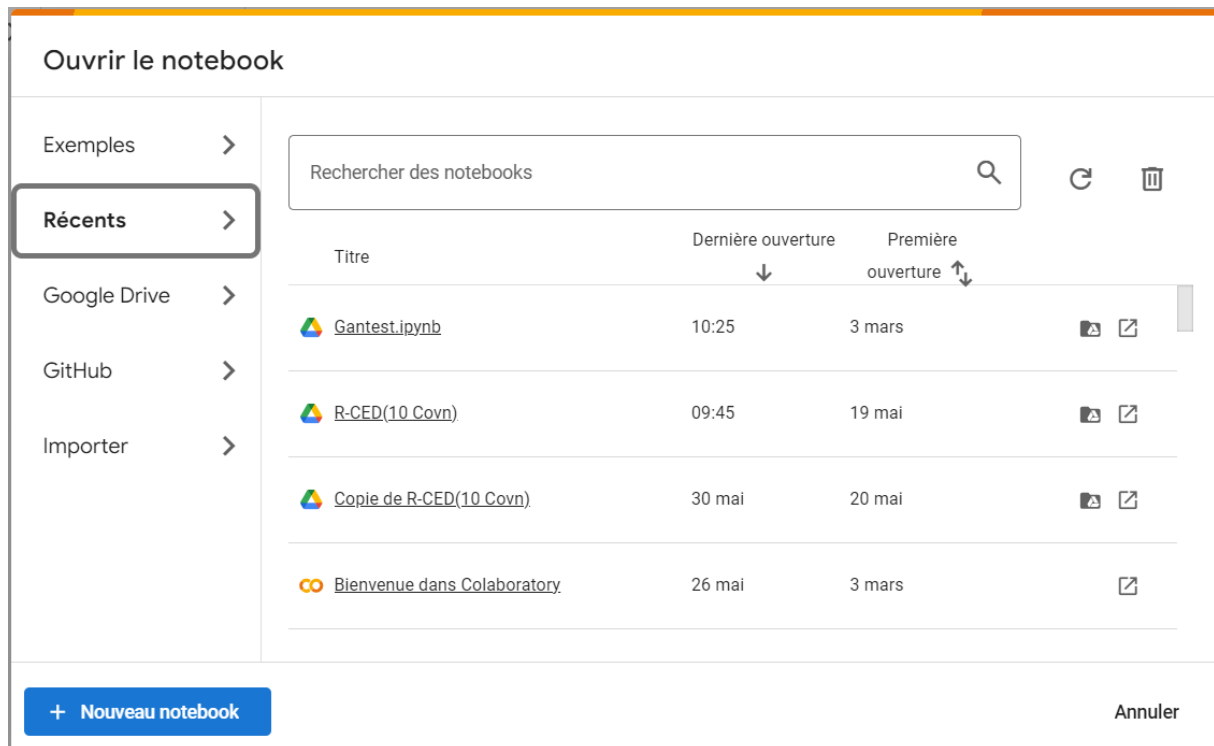 Ouvrir le notebook
Exemples
Récents
Google Drive
GitHub
Importer
Rechercher des notebooks
Titre
Dernière ouverture
Première
ouverture
Gantest.ipynb 10:25 3 mars
R-CED(10 Covn) 09:45 19 mai
Copie de R-CED(10 Covn) 30 mai 20 mai
Bienvenue dans Colaboratory 26 mai 3 mars
+ Nouveau notebook
Annuler